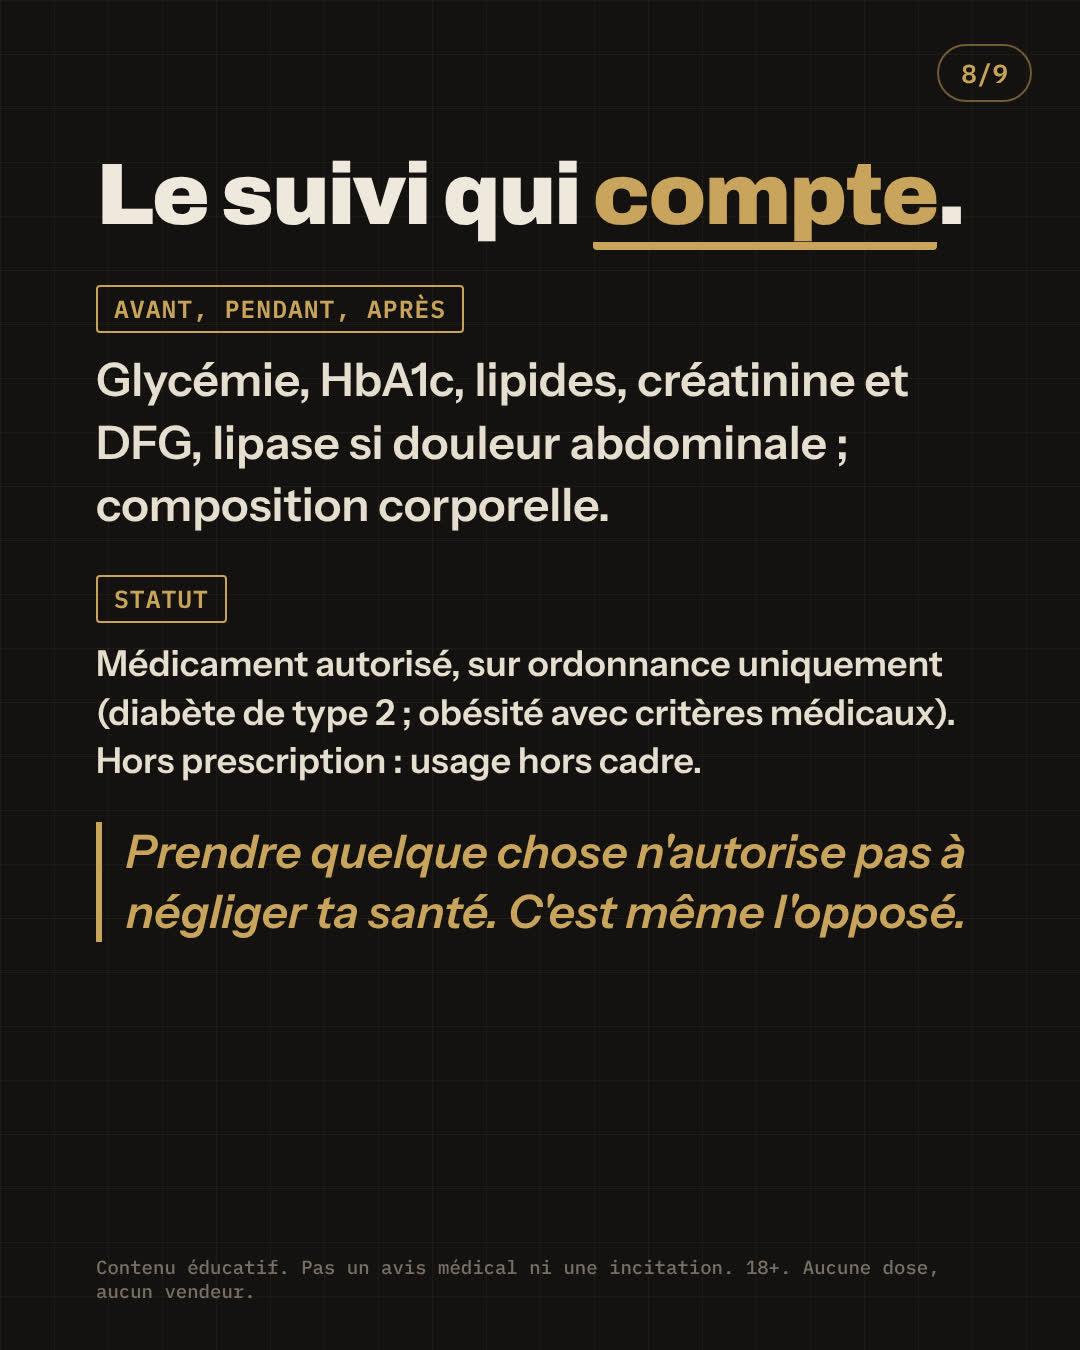 8/9
Le suivi qui compte.
AVANT, PENDANT, APRÈS
Glycémie, HbA1c, lipides, créatinine et
DFG, lipase si douleur abdominale ;
composition corporelle.
STATUT
Médicament autorisé, sur ordonnance uniquement
(diabète de type 2 ; obésité avec critères médicaux).
Hors prescription : usage hors cadre.
Prendre quelque chose n'autorise pas à
négliger ta santé. C'est même l'opposé.
Contenu éducatif. Pas un avis médical ni une incitation. 18+. Aucune dose,
aucun vendeur.